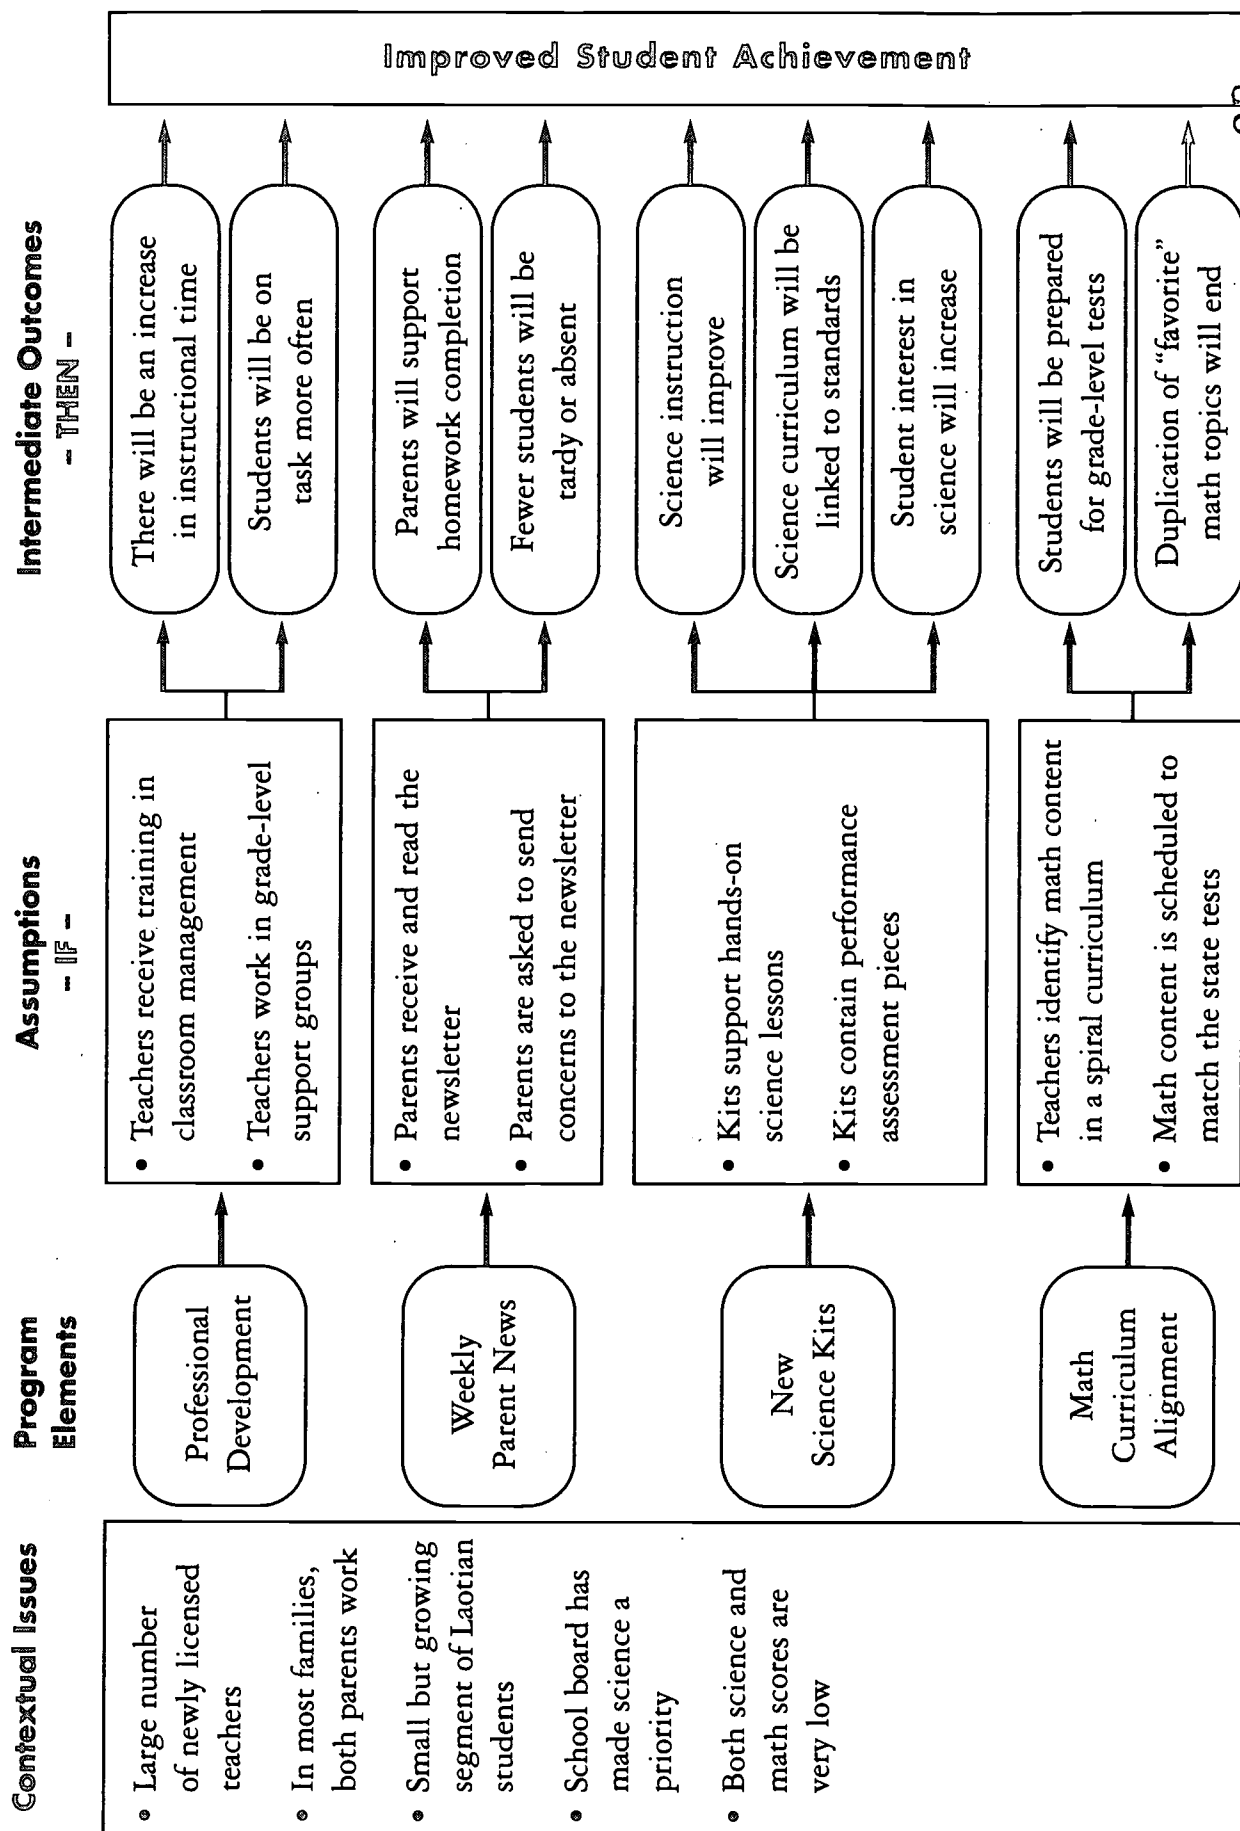 Contextual Issues
• Large number
of newly licensed
teachers
• In most families,
both parents work
• Small but growing
segment of Laotian
students
• School board has
made science a
priority
• Both science and
math scores are
very low
Program
Elements
Professional
Development
Weekly
Parent News
New
Science Kits
Math
Curriculum
Alignment
Assumptions
– IF –
• Teachers receive training in
classroom management
• Teachers work in grade-level
support groups
• Parents receive and read the
newsletter
• Parents are asked to send
concerns to the newsletter
• Kits support hands-on
science lessons
• Kits contain performance
assessment pieces
• Teachers identify math content
in a spiral curriculum
• Math content is scheduled to
match the state tests
Intermediate Outcomes
– THEN –
There will be an increase
in instructional time
Students will be on
task more often
Parents will support
homework completion
Fewer students will be
tardy or absent
Science instruction
will improve
Science curriculum will be
linked to standards
Student interest in
science will increase
Students will be prepared
for grade-level tests
Duplication of “favorite”
math topics will end
Improved Student Achievement